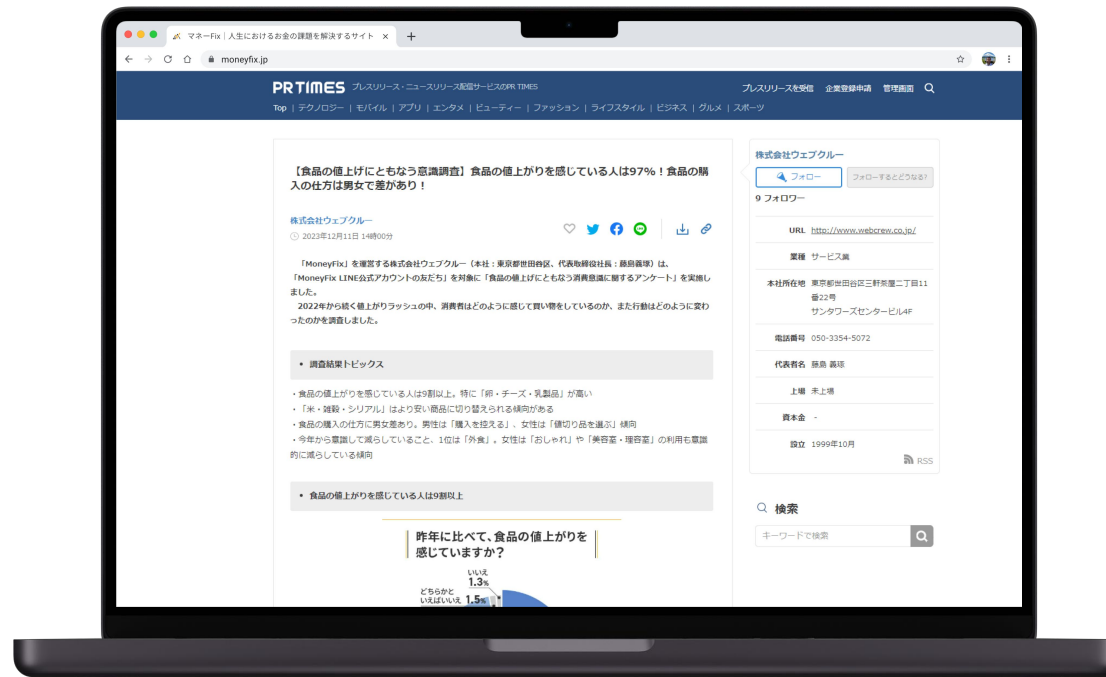 マネーFix｜人生におけるお金の課題を解決するサイト
moneyfix.jp
PR TIMES プレスリリース・ニュースリリース配信サービスのPR TIMES
プレスリリースを受信 企業登録申請 管理画面
Top | テクノロジー | モバイル | アプリ | エンタメ | ビューティー | ファッション | ライフスタイル | ビジネス | グルメ | スポーツ
【食品の値上げにともなう意識調査】食品の値上がりを感じている人は97%！食品の購
入の仕方は男女で差があり！
株式会社ウェブクルー
2023年12月11日 14時00分
「MoneyFix」を運営する株式会社ウェブクルー（本社：東京都世田谷区、代表取締役社長：藤島義琢）は、
「MoneyFix LINE公式アカウントの友だち」を対象に「食品の値上げにともなう消費意識に関するアンケート」を実施し
ました。
2022年から続く値上がりラッシュの中、消費者はどのように感じて買い物をしているのか、また行動はどのように変わ
ったのかを調査しました。
• 調査結果トピックス
・食品の値上がりを感じている人は9割以上。特に「卵・チーズ・乳製品」が高い
・「米・雑穀・シリアル」はより安い商品に切り替えられる傾向がある
・食品の購入の仕方に男女差あり。男性は「購入を控える」、女性は「値切り品を選ぶ」傾向
・今年から意識して減らしていること、1位は「外食」。女性は「おしゃれ」や「美容室・理容室」の利用も意識
的に減らしている傾向
• 食品の値上がりを感じている人は9割以上
昨年に比べて、食品の値上がりを
感じていますか？
いいえ
1.3%
どちらかと
いえばいいえ 1.5%
株式会社ウェブクルー
フォロー
フォローするとどうなる?
9 フォロワー
URL http://www.webcrew.co.jp/
業種 サービス業
本社所在地 東京都世田谷区三軒茶屋二丁目11
番22号
サンタワーズセンタービル4F
電話番号 050-3354-5072
代表者名 藤島 義琢
上場 未上場
資本金 -
設立 1999年10月
RSS
検索
キーワードで検索